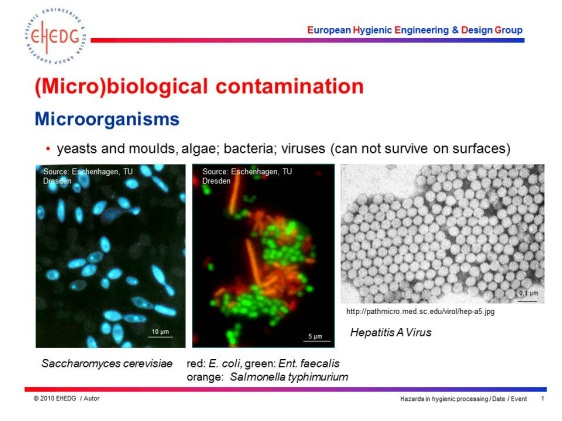 European Hygienic Engineering & Design Group
EHEDG
(Micro)biological contamination
Microorganisms
• yeasts and moulds, algae; bacteria; viruses (can not survive on surfaces)
Source: Eschenhagen, TU
Dresden
10 µm
Source: Eschenhagen, TU
Dresden
5 µm
0,1 µm
http://pathmicro.med.sc.edu/virol/hep-a5.jpg
Hepatitis A Virus
Saccharomyces cerevisiae
red: E. coli, green: Ent. faecalis
orange: Salmonella typhimurium
© 2010 EHEDG / Autor
Hazards in hygienic processing / Date / Event
1